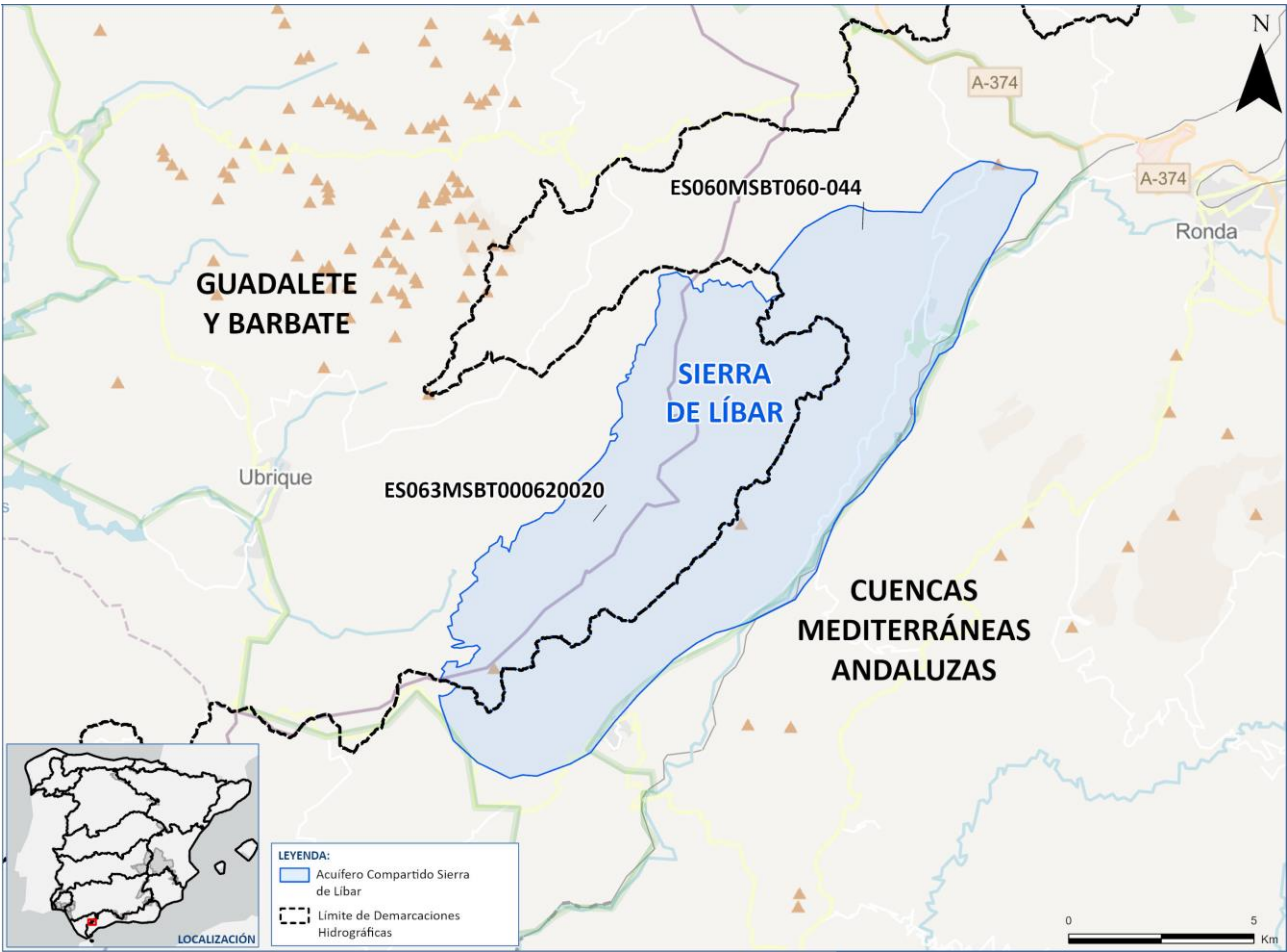 N
A-374
A-374
ES060MSBT060-044
Ronda
GUADALETE
Y BARBATE
SIERRA
DE LÍBAR
Ubrique
ES063MSBT000620020
s
CUENCAS
MEDITERRÁNEAS
ANDALUZAS
LEYENDA:
Acuífero Compartido Sierra
de Líbar
Límite de Demarcaciones
Hidrográficas
LOCALIZACIÓN
0 5
Km